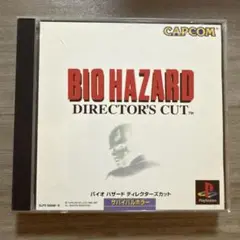 CAPCOM
BIO HAZARD
DIRECTOR'S CUT
TM
バイオ ハザード ディレクターズカット
サバイバルホラー
PlayStation